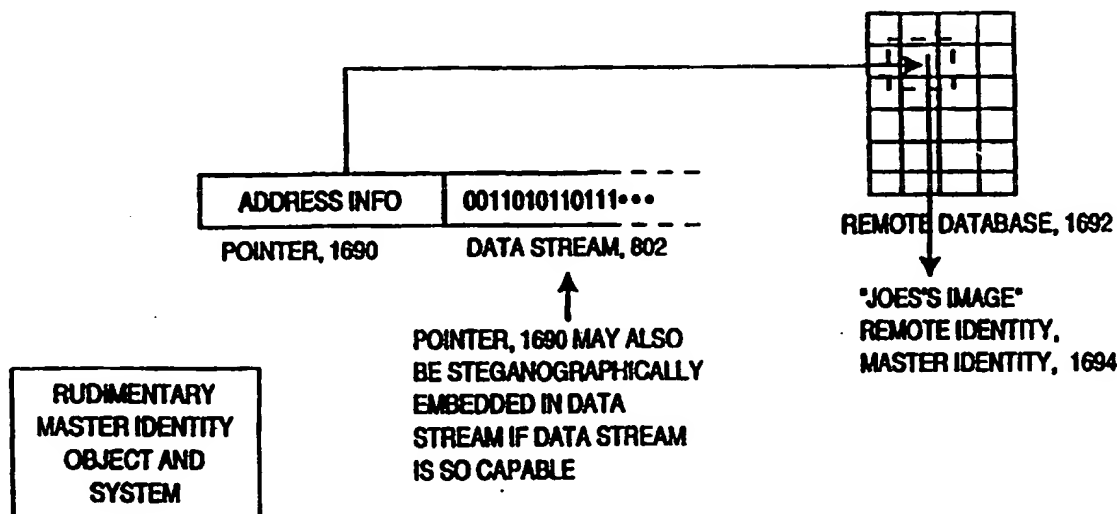 ADDRESS INFO
0011010110111•••
POINTER, 1690
DATA STREAM, 802
REMOTE DATABASE, 1692
"JOES'S IMAGE"
REMOTE IDENTITY,
MASTER IDENTITY, 1694
POINTER, 1690 MAY ALSO
BE STEGANOGRAPHICALLY
EMBEDDED IN DATA
STREAM IF DATA STREAM
IS SO CAPABLE
RUDIMENTARY
MASTER IDENTITY
OBJECT AND
SYSTEM